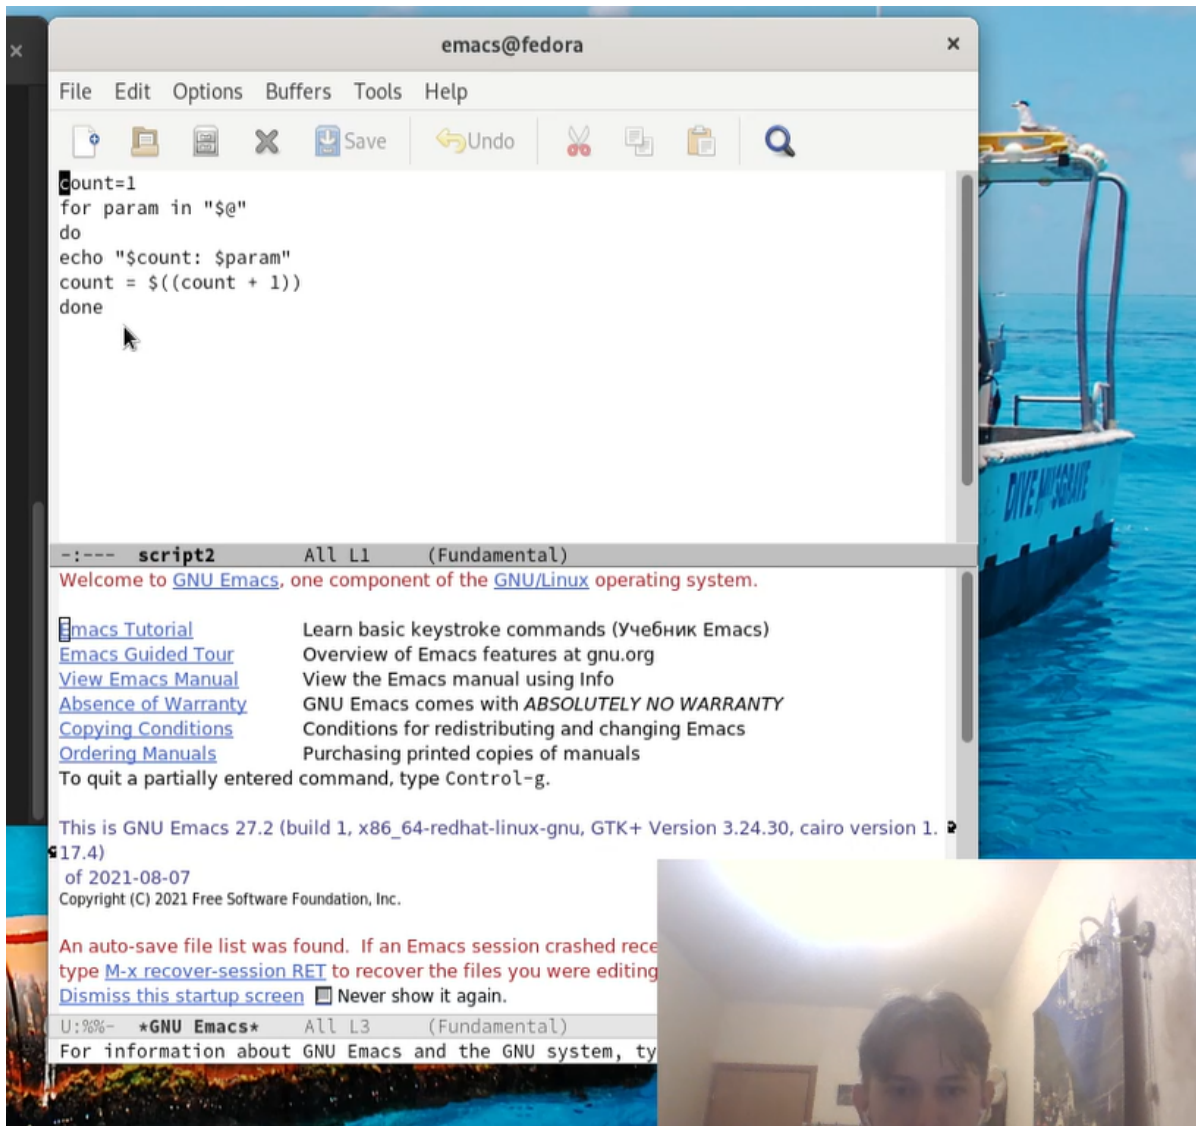 emacs@fedora
File Edit Options Buffers Tools Help
Save Undo
count=1
for param in "$@"
do
echo "$count: $param"
count = $((count + 1))
done
-:--- script2 All L1 (Fundamental)
Welcome to GNU Emacs, one component of the GNU/Linux operating system.
Emacs Tutorial Learn basic keystroke commands (Учебник Emacs)
Emacs Guided Tour Overview of Emacs features at gnu.org
View Emacs Manual View the Emacs manual using Info
Absence of Warranty GNU Emacs comes with ABSOLUTELY NO WARRANTY
Copying Conditions Conditions for redistributing and changing Emacs
Ordering Manuals Purchasing printed copies of manuals
To quit a partially entered command, type Control-g.
This is GNU Emacs 27.2 (build 1, x86_64-redhat-linux-gnu, GTK+ Version 3.24.30, cairo version 1.
17.4)
of 2021-08-07
Copyright (C) 2021 Free Software Foundation, Inc.
An auto-save file list was found. If an Emacs session crashed rece
type M-x recover-session RET to recover the files you were editing
Dismiss this startup screen Never show it again.
U:%%- *GNU Emacs* All L3 (Fundamental)
For information about GNU Emacs and the GNU system, ty
DIVE MUSGRAVE